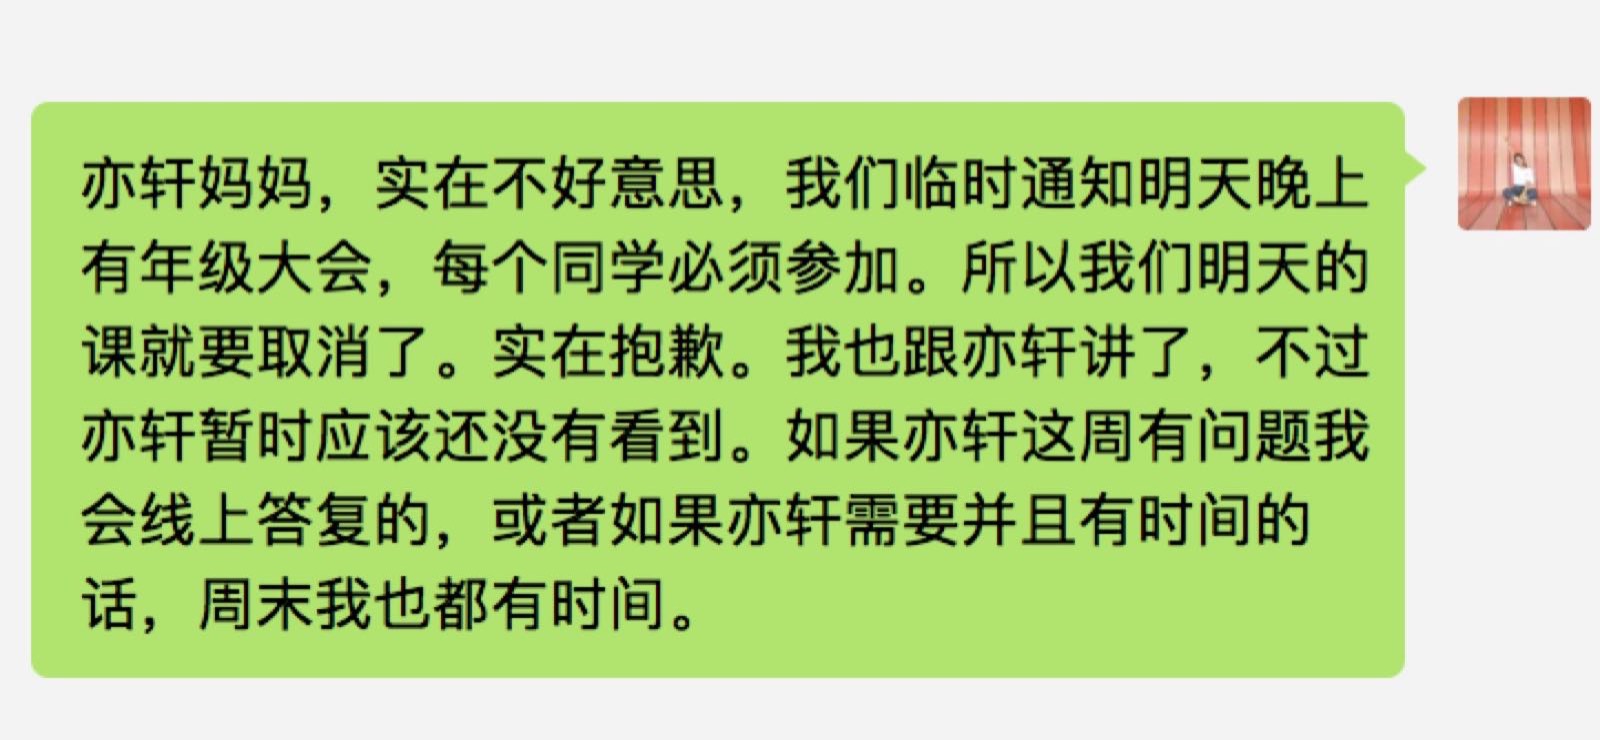 亦轩妈妈，实在不好意思，我们临时通知明天晚上
有年级大会，每个同学必须参加。所以我们明天的
课就要取消了。实在抱歉。我也跟亦轩讲了，不过
亦轩暂时应该还没有看到。如果亦轩这周有问题我
会线上答复的，或者如果亦轩需要并且有时间的
话，周末我也都有时间。